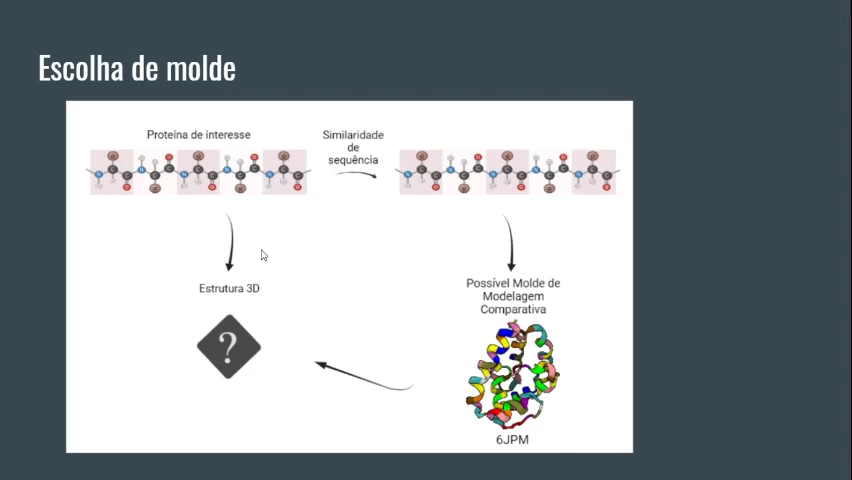 Escolha de molde
Proteína de interesse
Similaridade
de
sequência
Estrutura 3D
?
Possível Molde de
Modelagem
Comparativa
6JPM